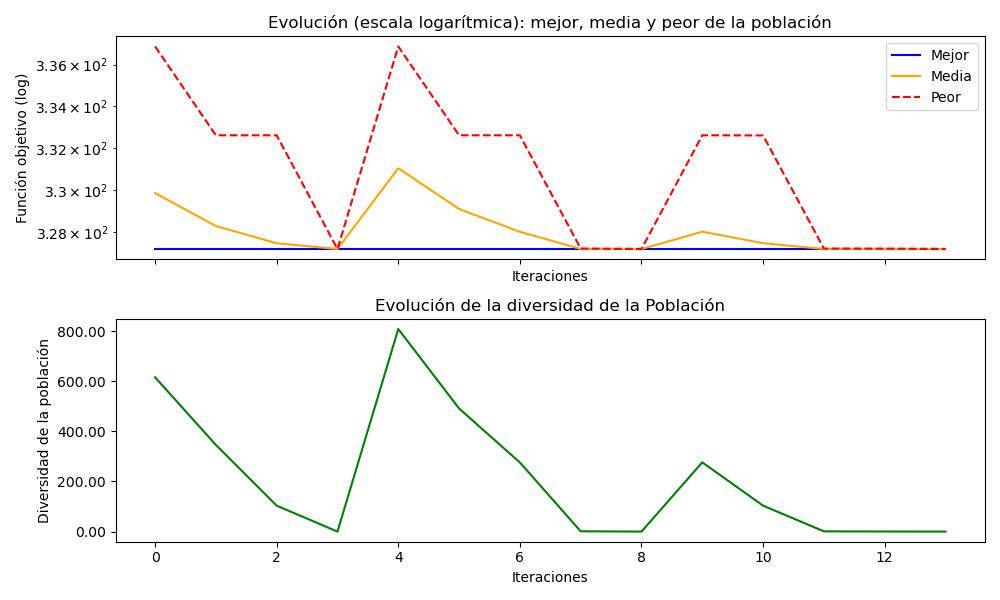 Evolución (escala logarítmica): mejor, media y peor de la población
Función objetivo (log)
3.36 × 10²
3.34 × 10²
3.32 × 10²
3.3 × 10²
3.28 × 10²
Mejor
Media
Peor
Iteraciones
Evolución de la diversidad de la Población
Diversidad de la población
800.00
600.00
400.00
200.00
0.00
0 2 4 6 8 10 12
Iteraciones